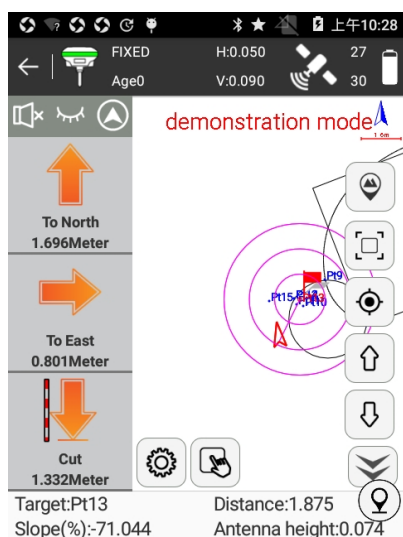 上午10:28
FIXED H:0.050 27
Age0 V:0.090 30
demonstration mode
1 6m
To North
1.696Meter
To East
0.801Meter
Cut
1.332Meter
Pt9
Pt15
Target:Pt13 Distance:1.875
Slope(%):-71.044 Antenna height:0.074